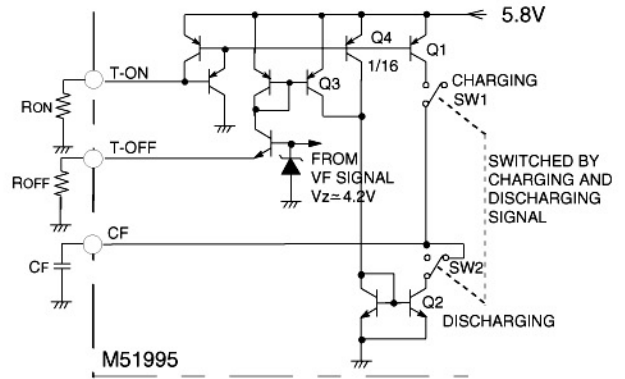 5.8V
Q4
Q1
T-ON
Q3
1/16
CHARGING
SW1
RON
T-OFF
FROM
VF SIGNAL
Vz≃4.2V
SWITCHED BY
CHARGING AND
DISCHARGING
SIGNAL
ROFF
CF
CF
SW2
Q2
DISCHARGING
M51995